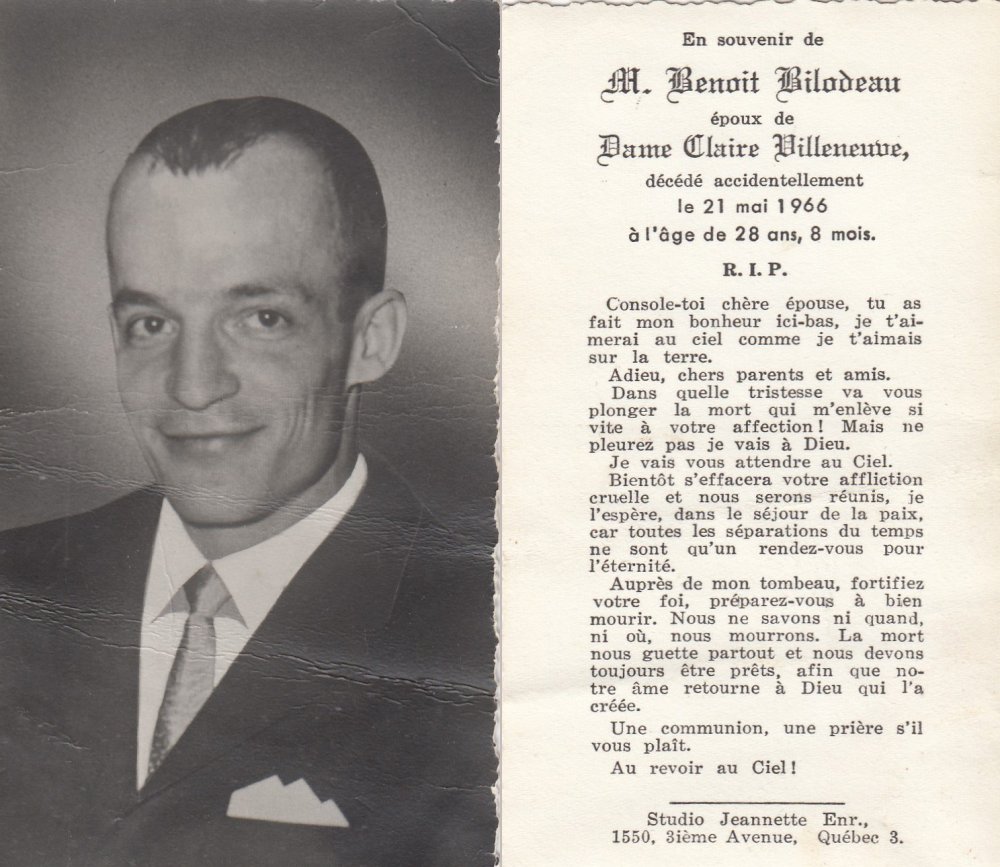 En souvenir de
M. Benoit Bilodeau
époux de
Dame Claire Villeneuve,
décédé accidentellement
le 21 mai 1966
à l'âge de 28 ans, 8 mois.
R. I. P.
Console-toi chère épouse, tu as
fait mon bonheur ici-bas, je t'ai-
merai au ciel comme je t'aimais
sur la terre.
Adieu, chers parents et amis.
Dans quelle tristesse va vous
plonger la mort qui m'enlève si
vite à votre affection! Mais ne
pleurez pas je vais à Dieu.
Je vais vous attendre au Ciel.
Bientôt s'effacera votre affliction
cruelle et nous serons réunis, je
l'espère, dans le séjour de la paix,
car toutes les séparations du temps
ne sont qu'un rendez-vous pour
l'éternité.
Auprès de mon tombeau, fortifiez
votre foi, préparez-vous à bien
mourir. Nous ne savons ni quand,
ni où, nous mourrons. La mort
nous guette partout et nous devons
toujours être prêts, afin que no-
tre âme retourne à Dieu qui l'a
créée.
Une communion, une prière s'il
vous plaît.
Au revoir au Ciel!
Studio Jeannette Enr.,
1550, 3ième Avenue, Québec 3.